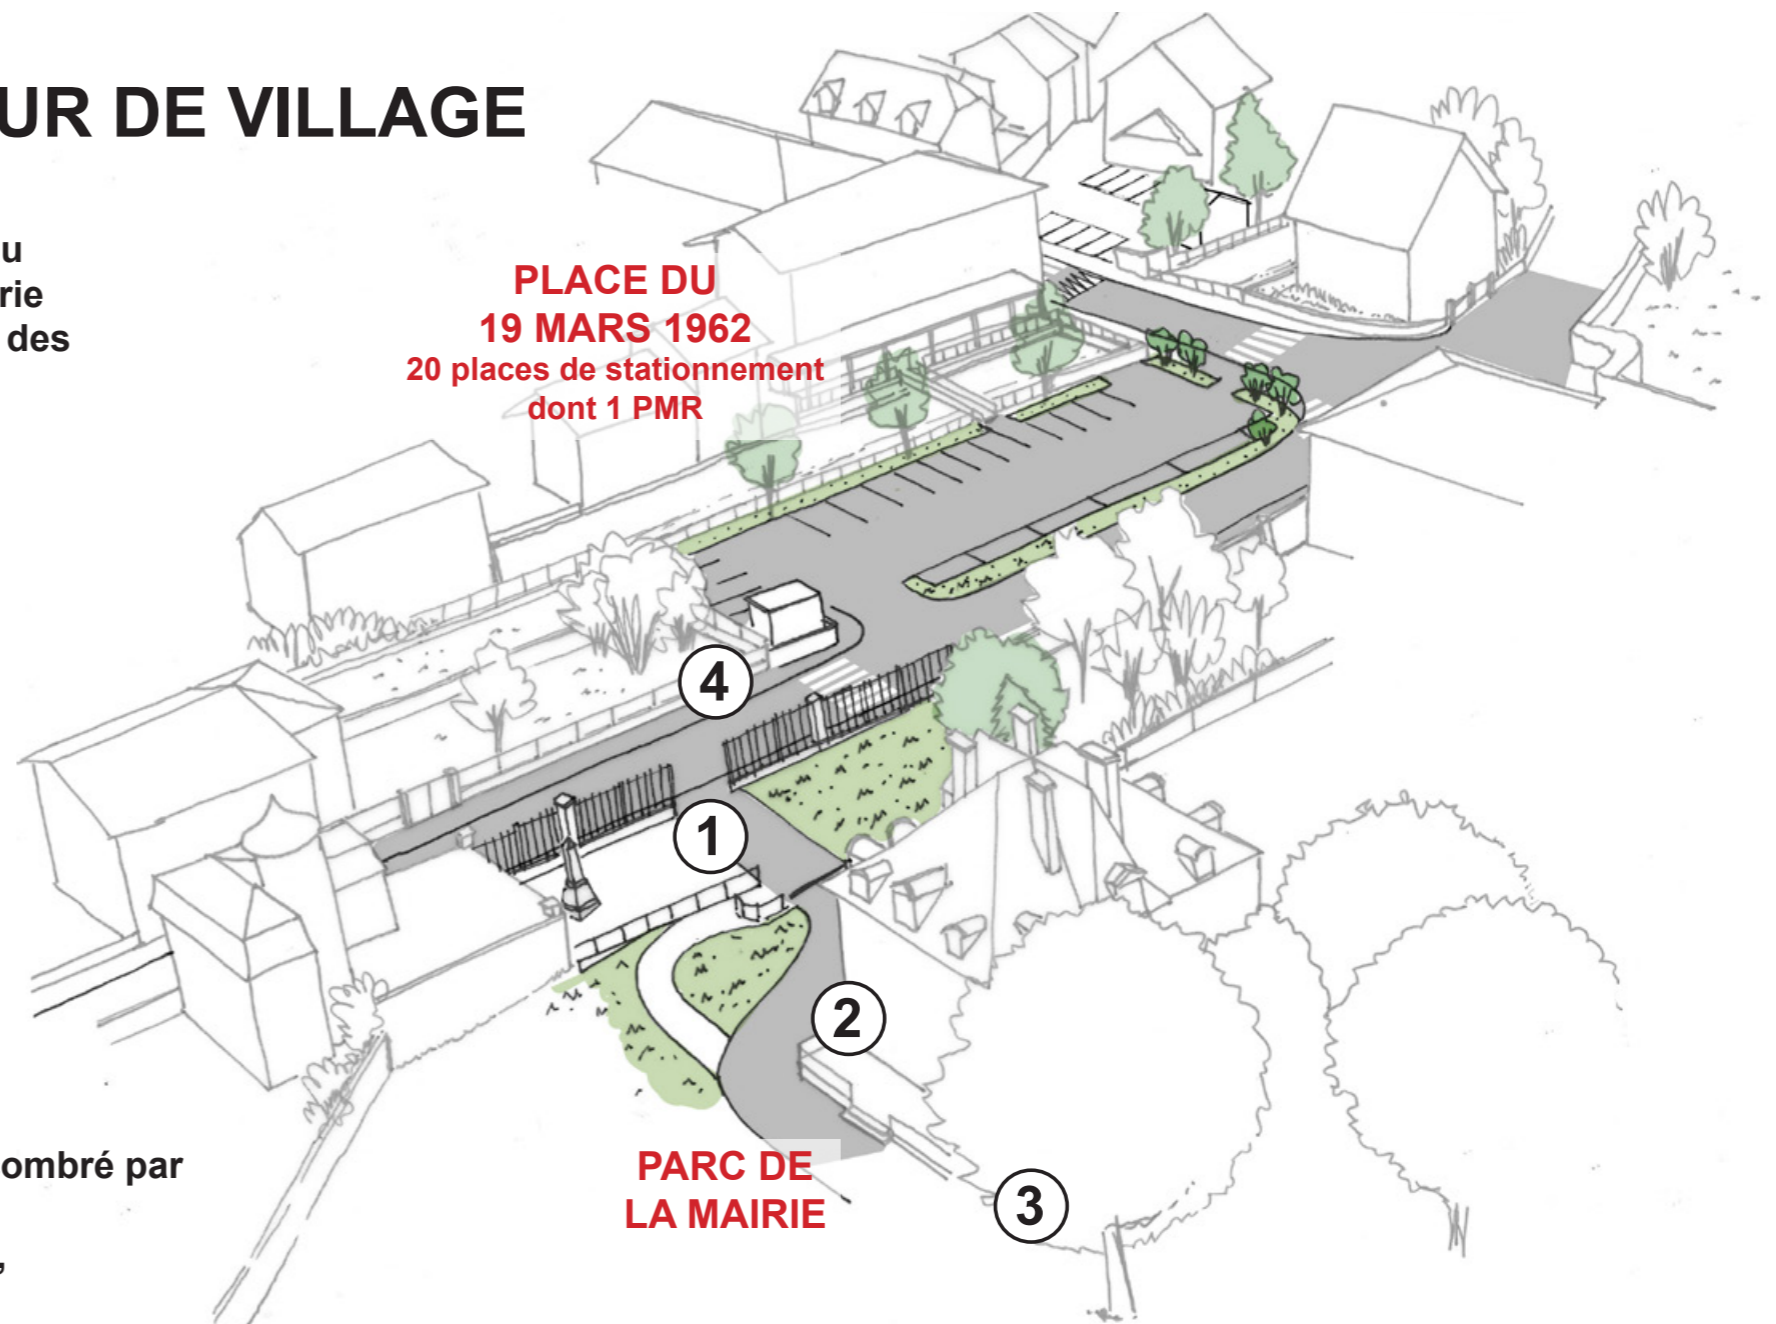 UR DE VILLAGE
u
rie
des
PLACE DU
19 MARS 1962
20 places de stationnement
dont 1 PMR
4
1
2
3
PARC DE
LA MAIRIE
ombré par
,